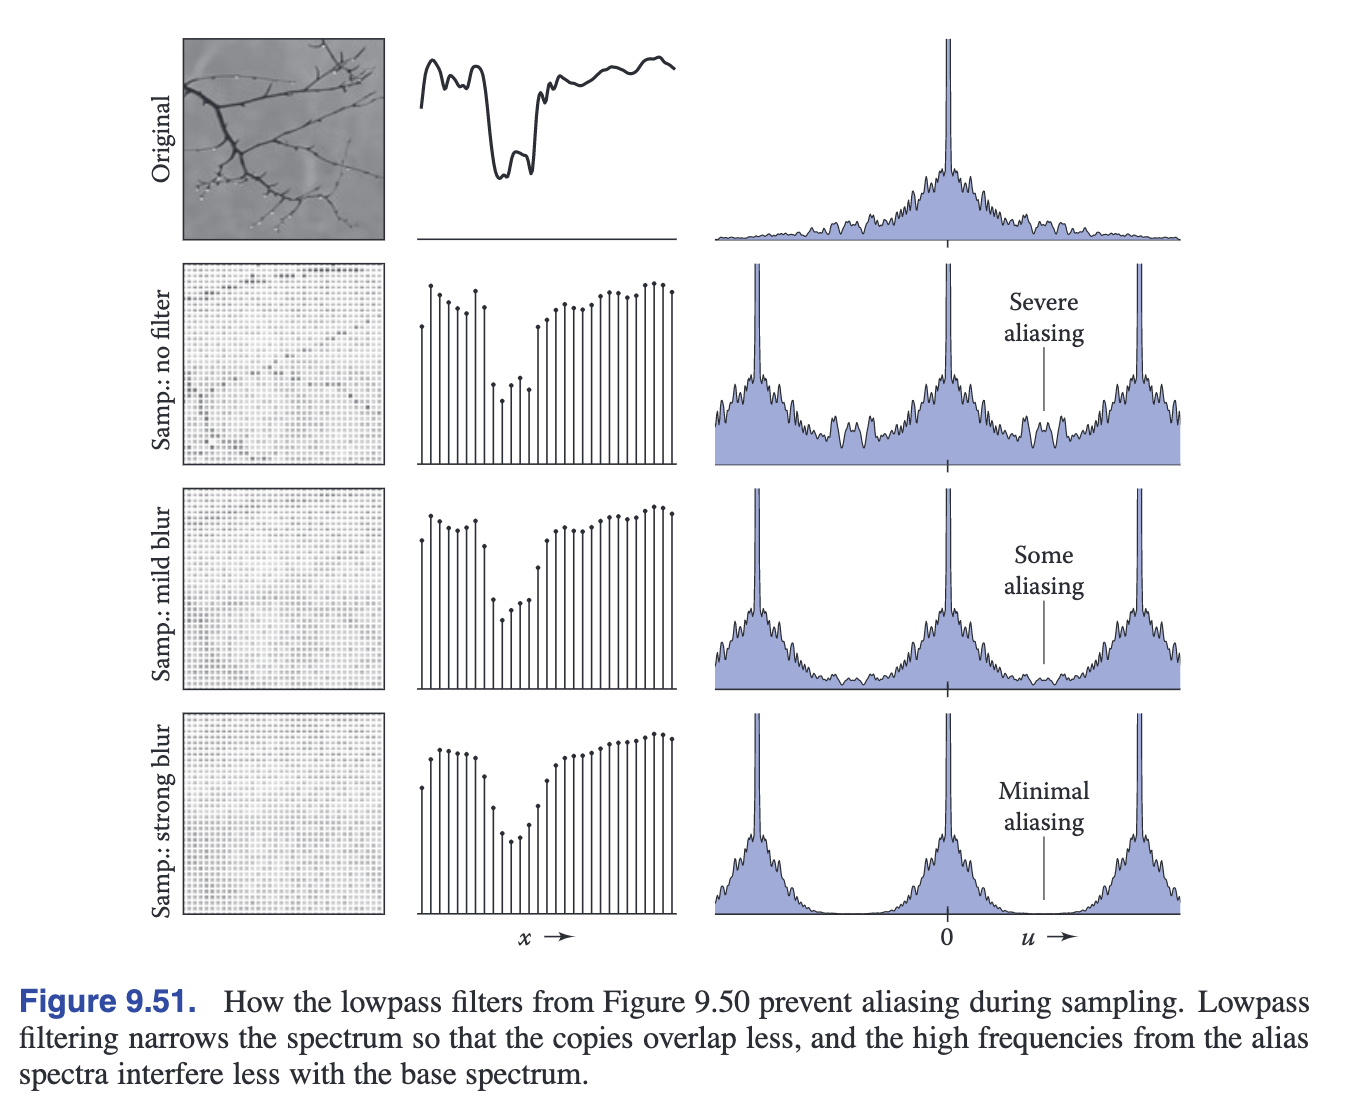 Original
Samp.: no filter
Severe
aliasing
Samp.: mild blur
Some
aliasing
Samp.: strong blur
Minimal
aliasing
x
0
u
Figure 9.51. How the lowpass filters from Figure 9.50 prevent aliasing during sampling. Lowpass
filtering narrows the spectrum so that the copies overlap less, and the high frequencies from the alias
spectra interfere less with the base spectrum.